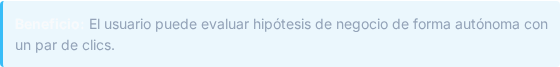 Beneficio: El usuario puede evaluar hipótesis de negocio de forma autónoma con
un par de clics.